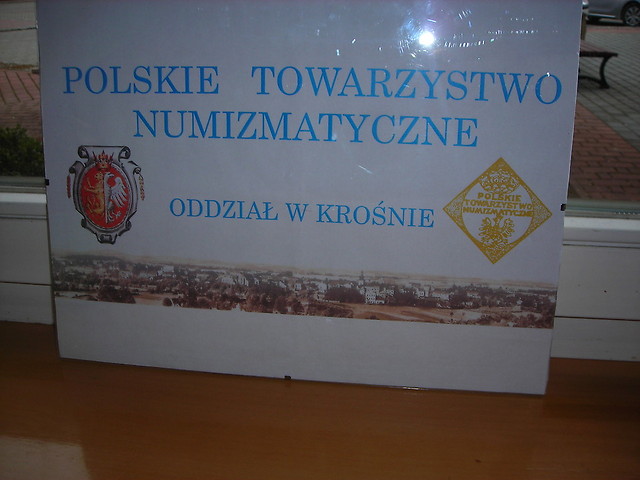 POLSKIE TOWARZYSTWO
NUMIZMATYCZNE
ODDZIAŁ W KROŚNIE
POLSKIE
TOWARZYSTWO
NUMIZMATYCZNE